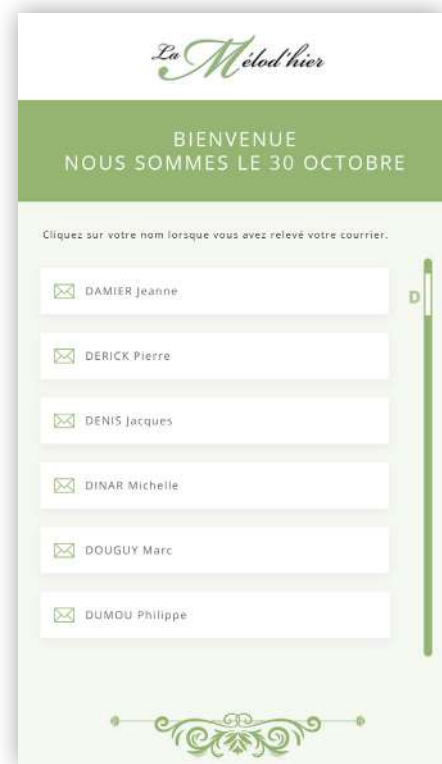 La Mélod'hier
BIENVENUE
NOUS SOMMES LE 30 OCTOBRE
Cliquez sur votre nom lorsque vous avez relevé votre courrier.
DAMIER Jeanne
D
DERICK Pierre
DENIS Jacques
DINAR Michelle
DOUGUY Marc
DUMOU Philippe